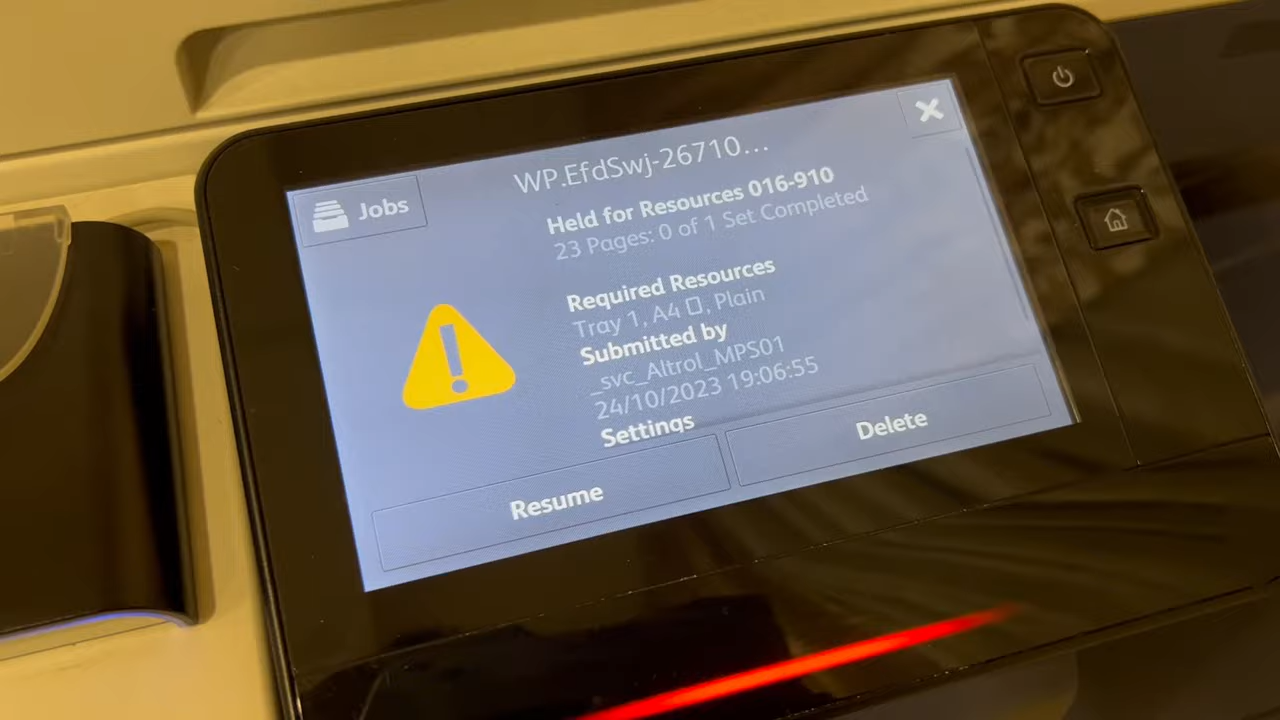 WP.EfdSwj-26710...
Jobs
Held for Resources 016-910
23 Pages: 0 of 1 Set Completed
Required Resources
Tray 1, A4 ▯, Plain
Submitted by
_svc_Altrol_MPS01
24/10/2023 19:06:55
Settings
Resume
Delete